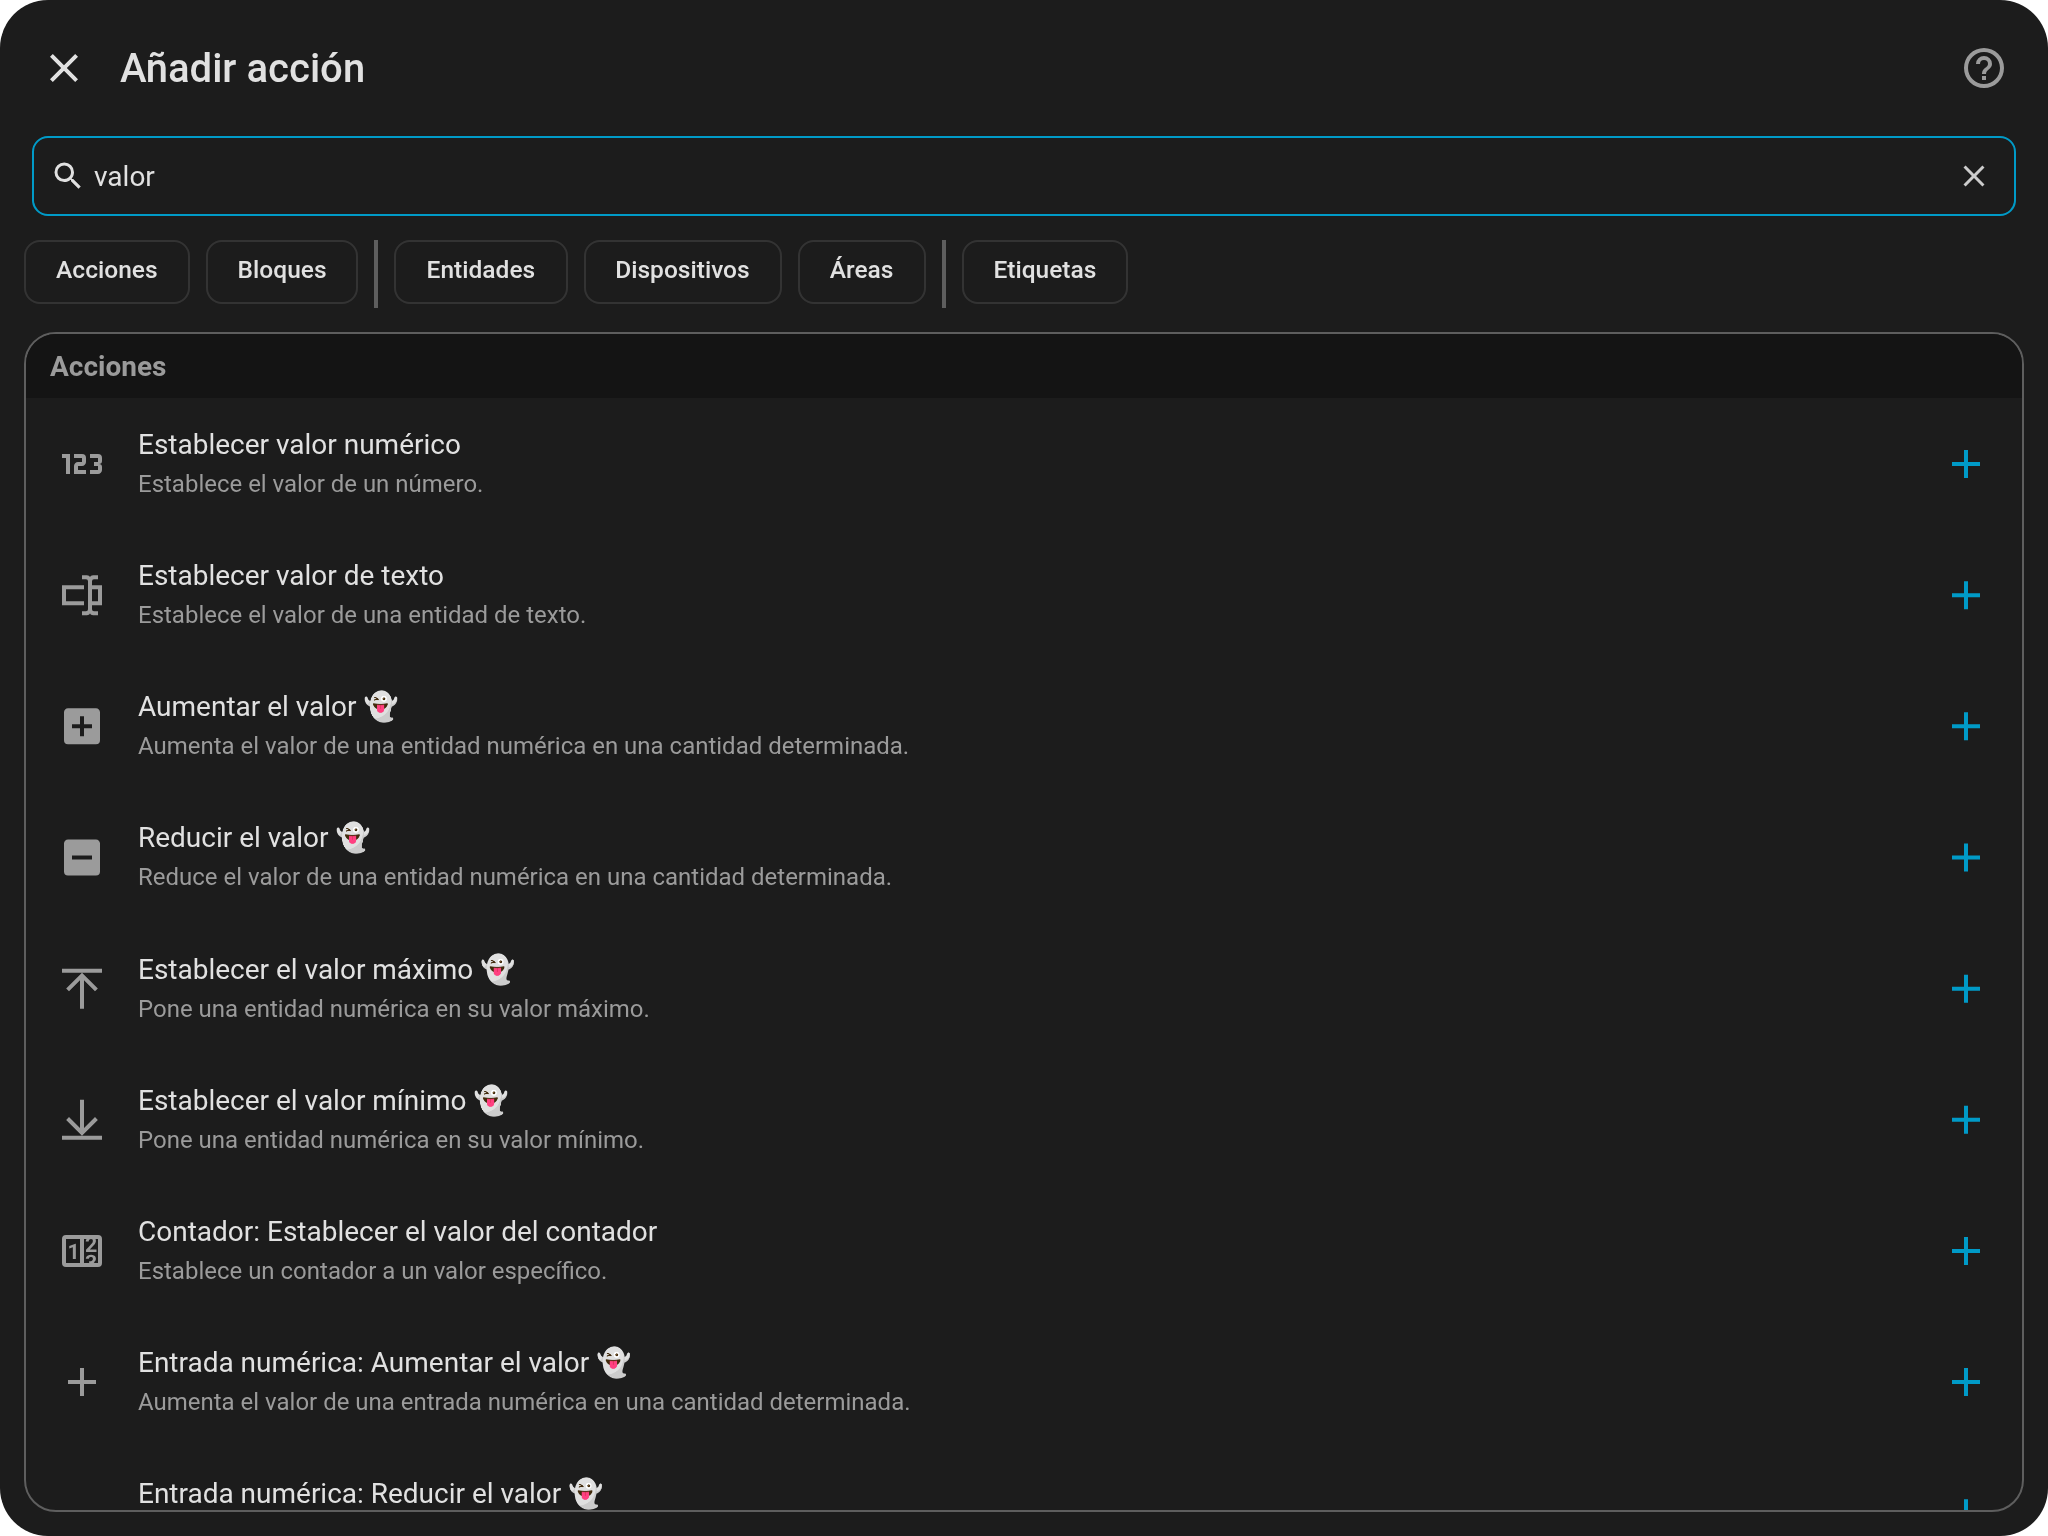 Añadir acción
valor
Acciones
Bloques
Entidades
Dispositivos
Áreas
Etiquetas
Acciones
123
Establecer valor numérico
Establece el valor de un número.
Establecer valor de texto
Establece el valor de una entidad de texto.
Aumentar el valor 👻
Aumenta el valor de una entidad numérica en una cantidad determinada.
Reducir el valor 👻
Reduce el valor de una entidad numérica en una cantidad determinada.
Establecer el valor máximo 👻
Pone una entidad numérica en su valor máximo.
Establecer el valor mínimo 👻
Pone una entidad numérica en su valor mínimo.
Contador: Establecer el valor del contador
Establece un contador a un valor específico.
Entrada numérica: Aumentar el valor 👻
Aumenta el valor de una entrada numérica en una cantidad determinada.
Entrada numérica: Reducir el valor 👻